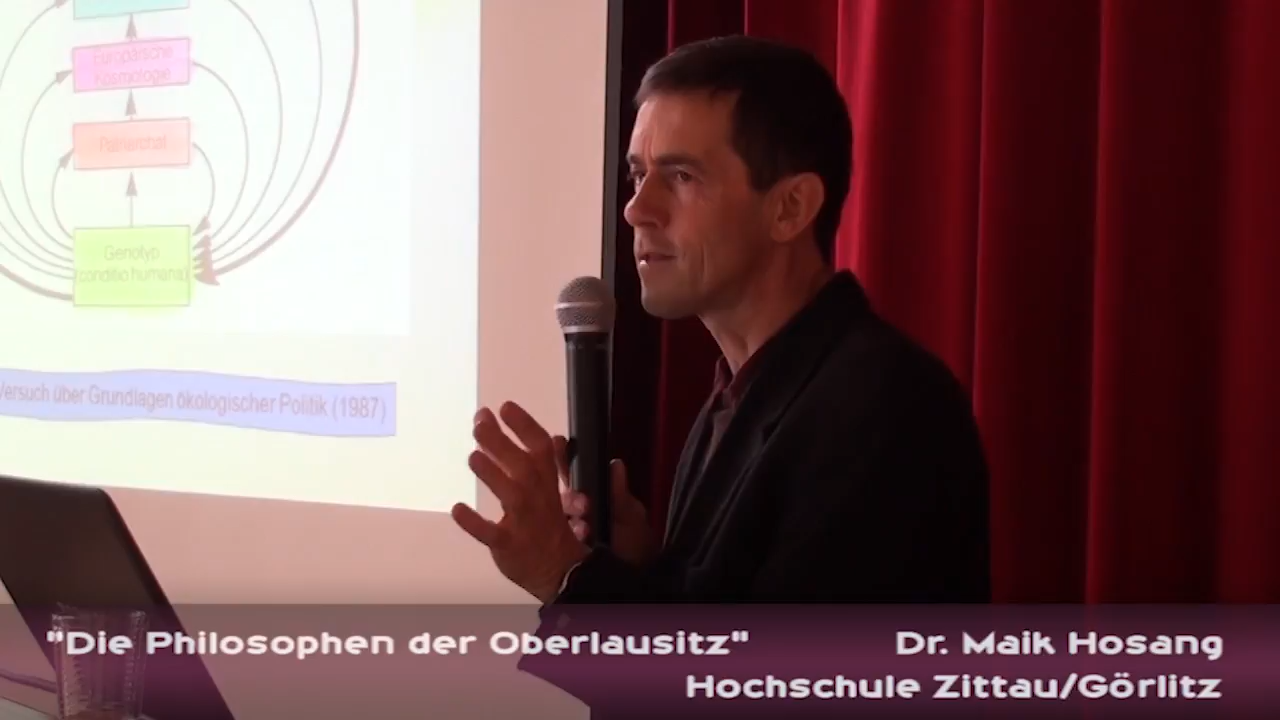 Europäische
Kosmologie
Patriarchat
Genotyp
(conditio humana)
Versuch über Grundlagen ökologischer Politik (1987)
"Die Philosophen der Oberlausitz"
Dr. Maik Hosang
Hochschule Zittau/Görlitz